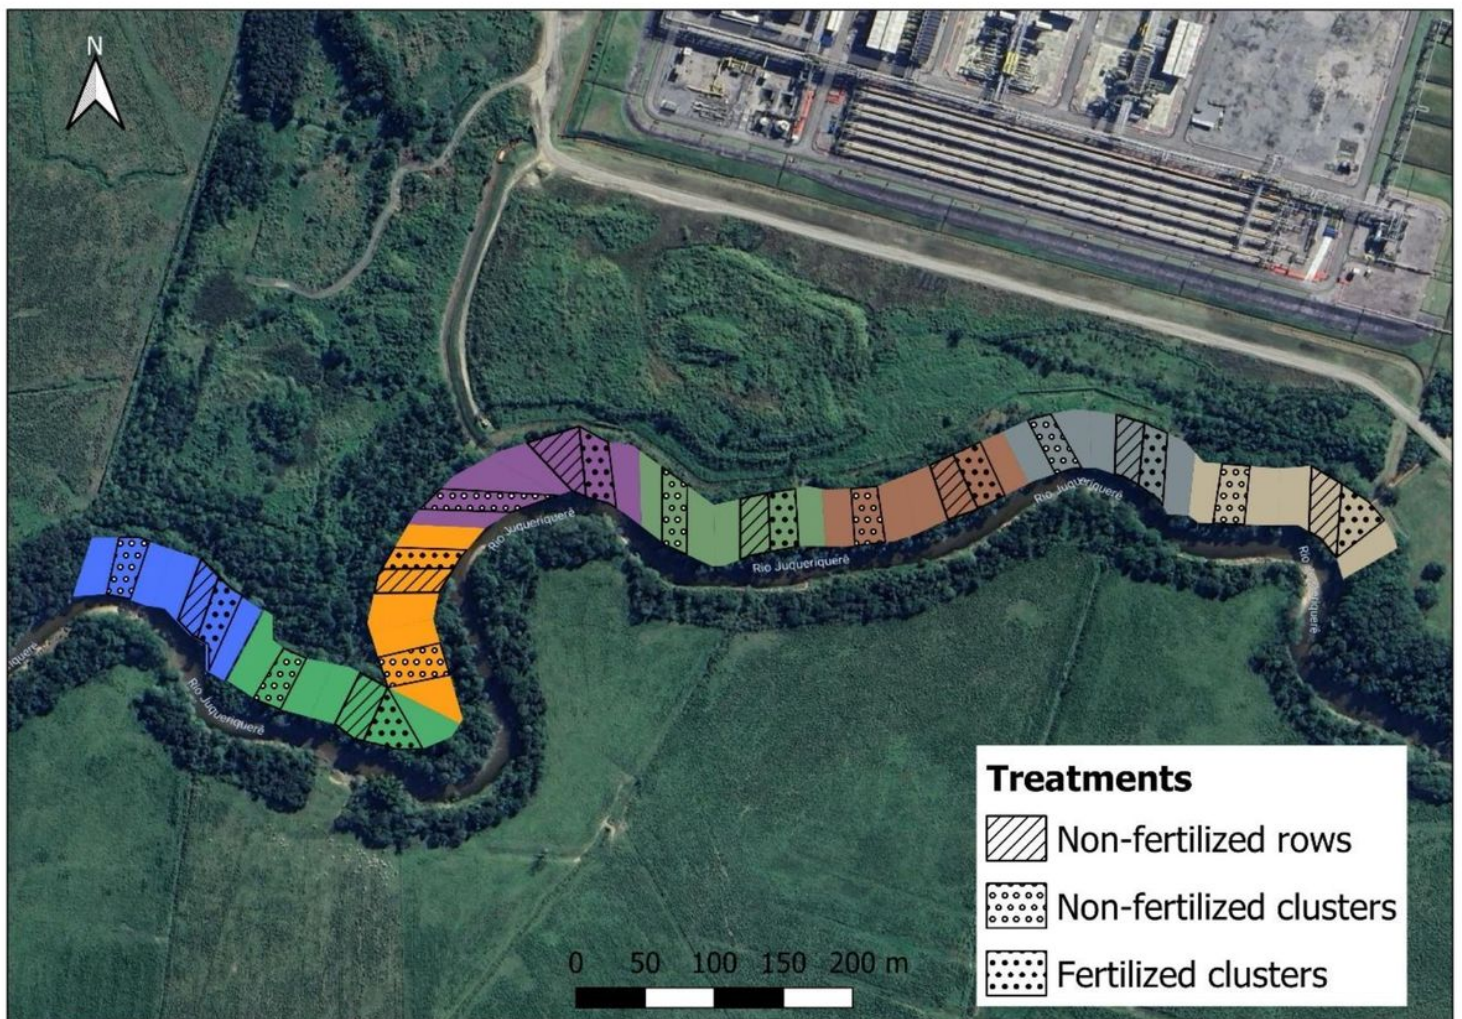 N
Rio Juqueriquerê
Rio Juqueriquerê
Rio Juqueriquerê
Rio Juqueriquerê
Treatments
Non-fertilized rows
Non-fertilized clusters
Fertilized clusters
0 50 100 150 200 m